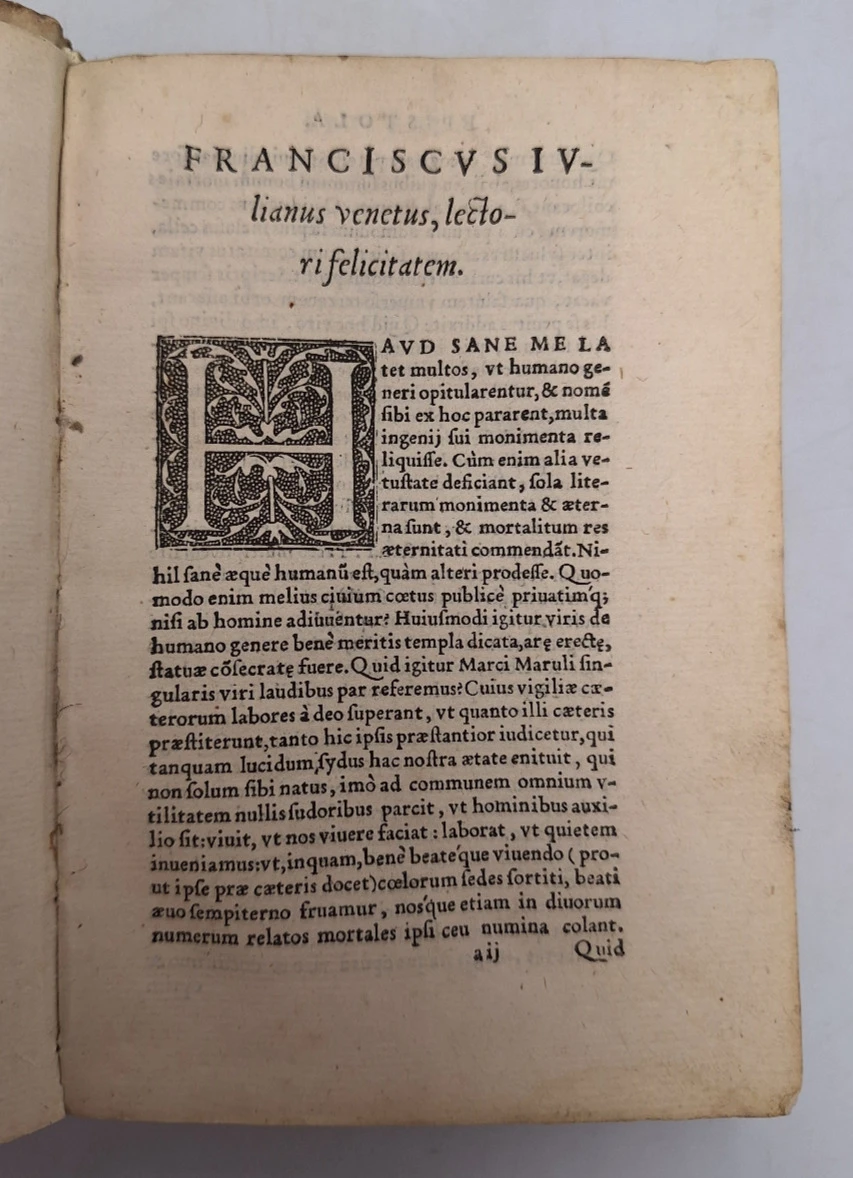 FRANCISCVS IV-
lianus venetus, lecto-
ri felicitatem.
HAVD SANE ME LA
tet multos, vt humano ge-
neri opitularentur, & nomẽ
ſibi ex hoc pararent, multa
ingenij ſui monimenta re-
liquiſſe. Cùm enim alia ve-
tuſtate deficiant, ſola lite-
rarum monimenta & æter-
na ſunt, & mortalitum res
æternitati commendãt. Ni-
hil ſanè æquè humanũ eſt, quàm alteri prodeſſe. Quo-
modo enim melius ciuium cœtus publicè priuatimq;
niſi ab homine adiuuẽntur? Huiuſmodi igitur viris de
humano genere benè meritis templa dicata, arę erectę,
ſtatuæ cõſecratę fuere. Quid igitur Marci Maruli ſin-
gularis viri laudibus par referemus? Cuius vigiliæ cæ-
terorum labores à deo ſuperant, vt quanto illi cæteris
præſtiterunt, tanto hic ipſis præſtantior iudicetur, qui
tanquam lucidum ſydus hac noſtra ætate enituit, qui
non ſolum ſibi natus, imò ad communem omnium v-
tilitatem nullis ſudoribus parcit, vt hominibus auxi-
lio ſit: viuit, vt nos viuere faciat: laborat, vt quietem
inueniamus: vt, inquam, benè beateq́ue viuendo (pro-
ut ipſe præ cæteris docet) cœlorum ſedes ſortiti, beati
æuo ſempiterno fruamur, nosq́ue etiam in diuorum
numerum relatos mortales ipſi ceu numina colant.
aij Quid